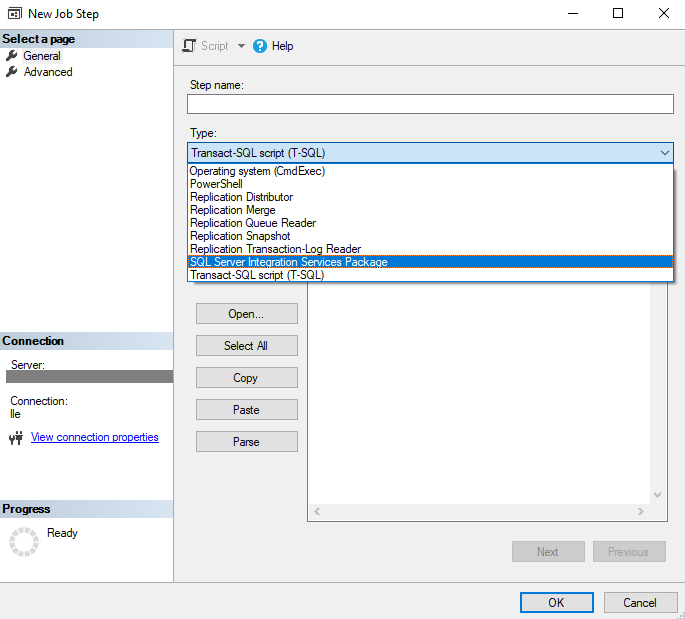 New Job Step
Select a page
General
Advanced
Script
Help
Step name:
Type:
Transact-SQL script (T-SQL)
Operating system (CmdExec)
PowerShell
Replication Distributor
Replication Merge
Replication Queue Reader
Replication Snapshot
Replication Transaction-Log Reader
SQL Server Integration Services Package
Transact-SQL script (T-SQL)
Open...
Select All
Copy
Paste
Parse
Connection
Server:
Connection:
lle
View connection properties
Progress
Ready
Next
Previous
OK
Cancel